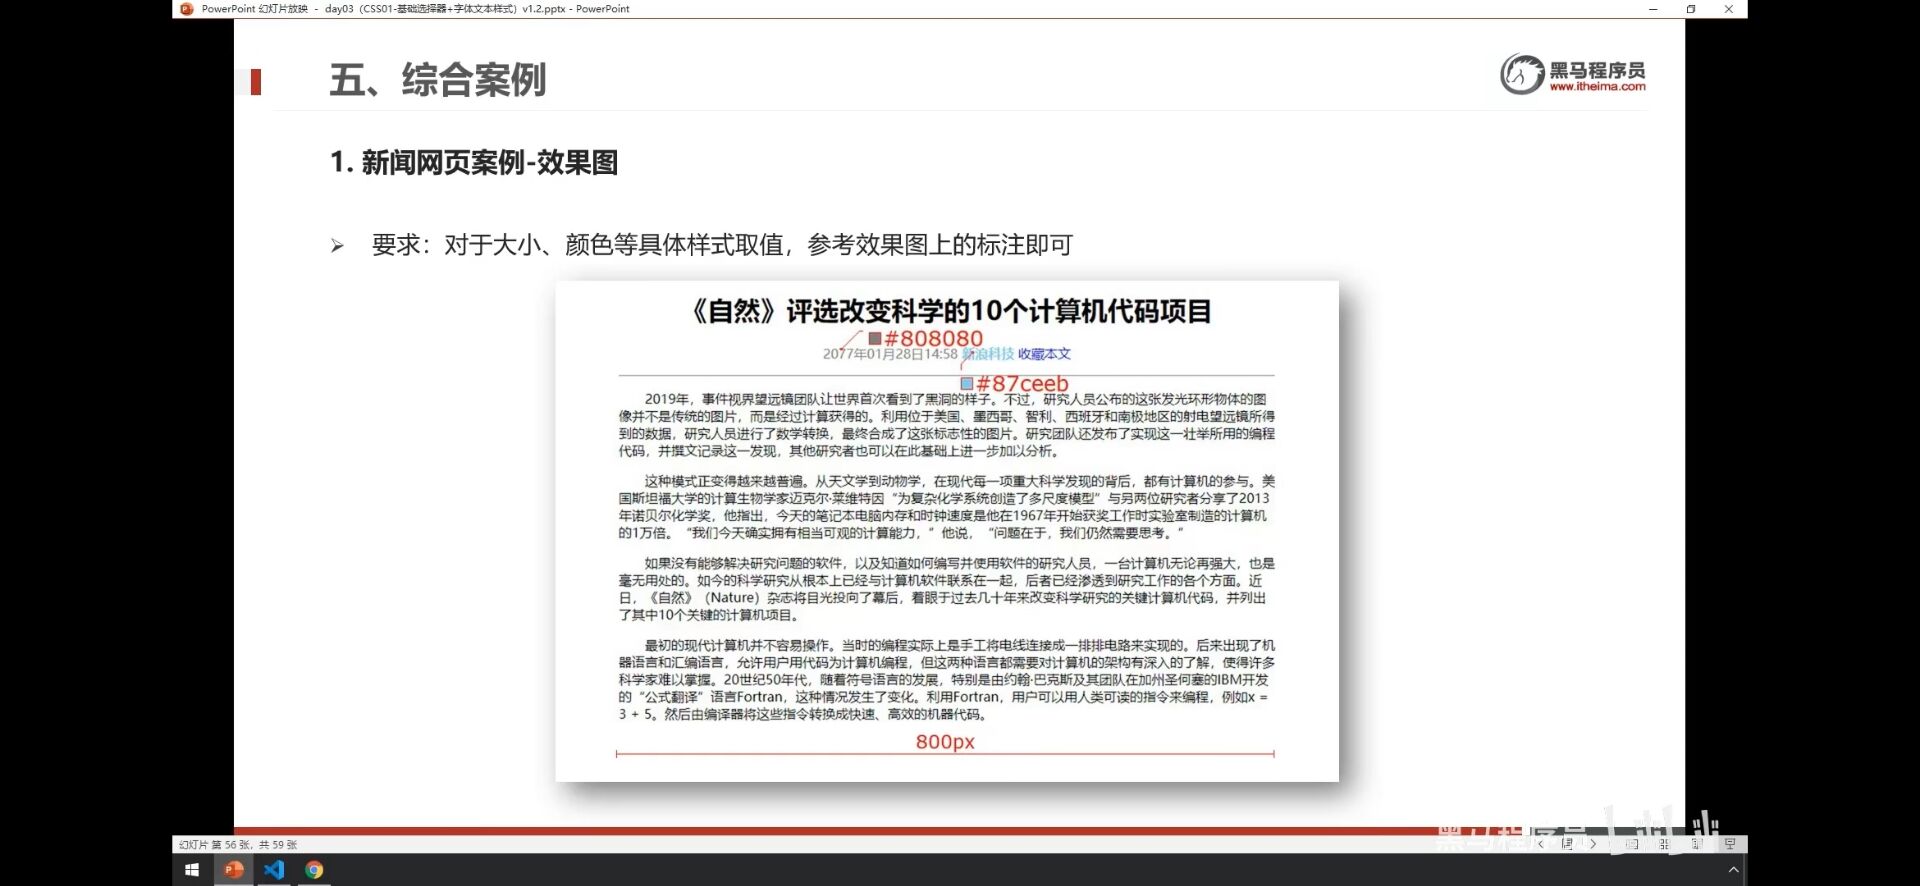 PowerPoint 幻灯片放映 - day03（CSS01-基础选择器+字体文本样式）v1.2.pptx - PowerPoint
五、综合案例
黑马程序员
www.itheima.com
1. 新闻网页案例-效果图
要求：对于大小、颜色等具体样式取值，参考效果图上的标注即可
《自然》评选改变科学的10个计算机代码项目
#808080
2077年01月28日14:58 新浪科技 收藏本文
#87ceeb
2019年，事件视界望远镜团队让世界首次看到了黑洞的样子。不过，研究人员公布的这张发光环形物体的图
像并不是传统的图片，而是经过计算获得的。利用位于美国、墨西哥、智利、西班牙和南极地区的射电望远镜所得
到的数据，研究人员进行了数学转换，最终合成了这张标志性的图片。研究团队还发布了实现这一壮举所用的编程
代码，并撰文记录这一发现，其他研究者也可以在此基础上进一步加以分析。
这种模式正变得越来越普遍。从天文学到动物学，在现代每一项重大科学发现的背后，都有计算机的参与。美
国斯坦福大学的计算生物学家迈克尔·莱维特因“为复杂化学系统创造了多尺度模型”与另两位研究者分享了2013
年诺贝尔化学奖，他指出，今天的笔记本电脑内存和时钟速度是他在1967年开始获奖工作时实验室制造的计算机
的1万倍。“我们今天确实拥有相当可观的计算能力，”他说，“问题在于，我们仍然需要思考。”
如果没有能够解决研究问题的软件，以及知道如何编写并使用软件的研究人员，一台计算机无论再强大，也是
毫无用处的。如今的科学研究从根本上已经与计算机软件联系在一起，后者已经渗透到研究工作的各个方面。近
日，《自然》（Nature）杂志将目光投向了幕后，着眼于过去几十年来改变科学研究的关键计算机代码，并列出
了其中10个关键的计算机项目。
最初的现代计算机并不容易操作。当时的编程实际上是手工将电线连接成一排排电路来实现的。后来出现了机
器语言和汇编语言，允许用户用代码为计算机编程，但这两种语言都需要对计算机的架构有深入的了解，使得许多
科学家难以掌握。20世纪50年代，随着符号语言的发展，特别是由约翰·巴克斯及其团队在加州圣何塞的IBM开发
的“公式翻译”语言Fortran，这种情况发生了变化。利用Fortran，用户可以用人类可读的指令来编程，例如x =
3 + 5。然后由编译器将这些指令转换成快速、高效的机器代码。
800px
黑马程序员
幻灯片 第 56 张，共 59 张